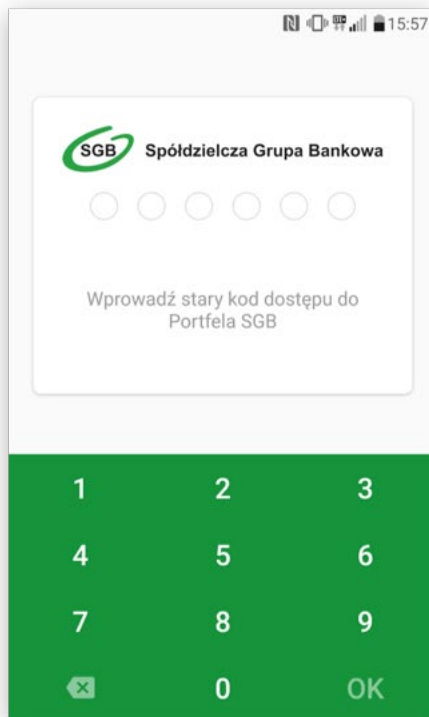 15:57
SGB Spółdzielcza Grupa Bankowa
Wprowadź stary kod dostępu do
Portfela SGB
1 2 3
4 5 6
7 8 9
0 OK